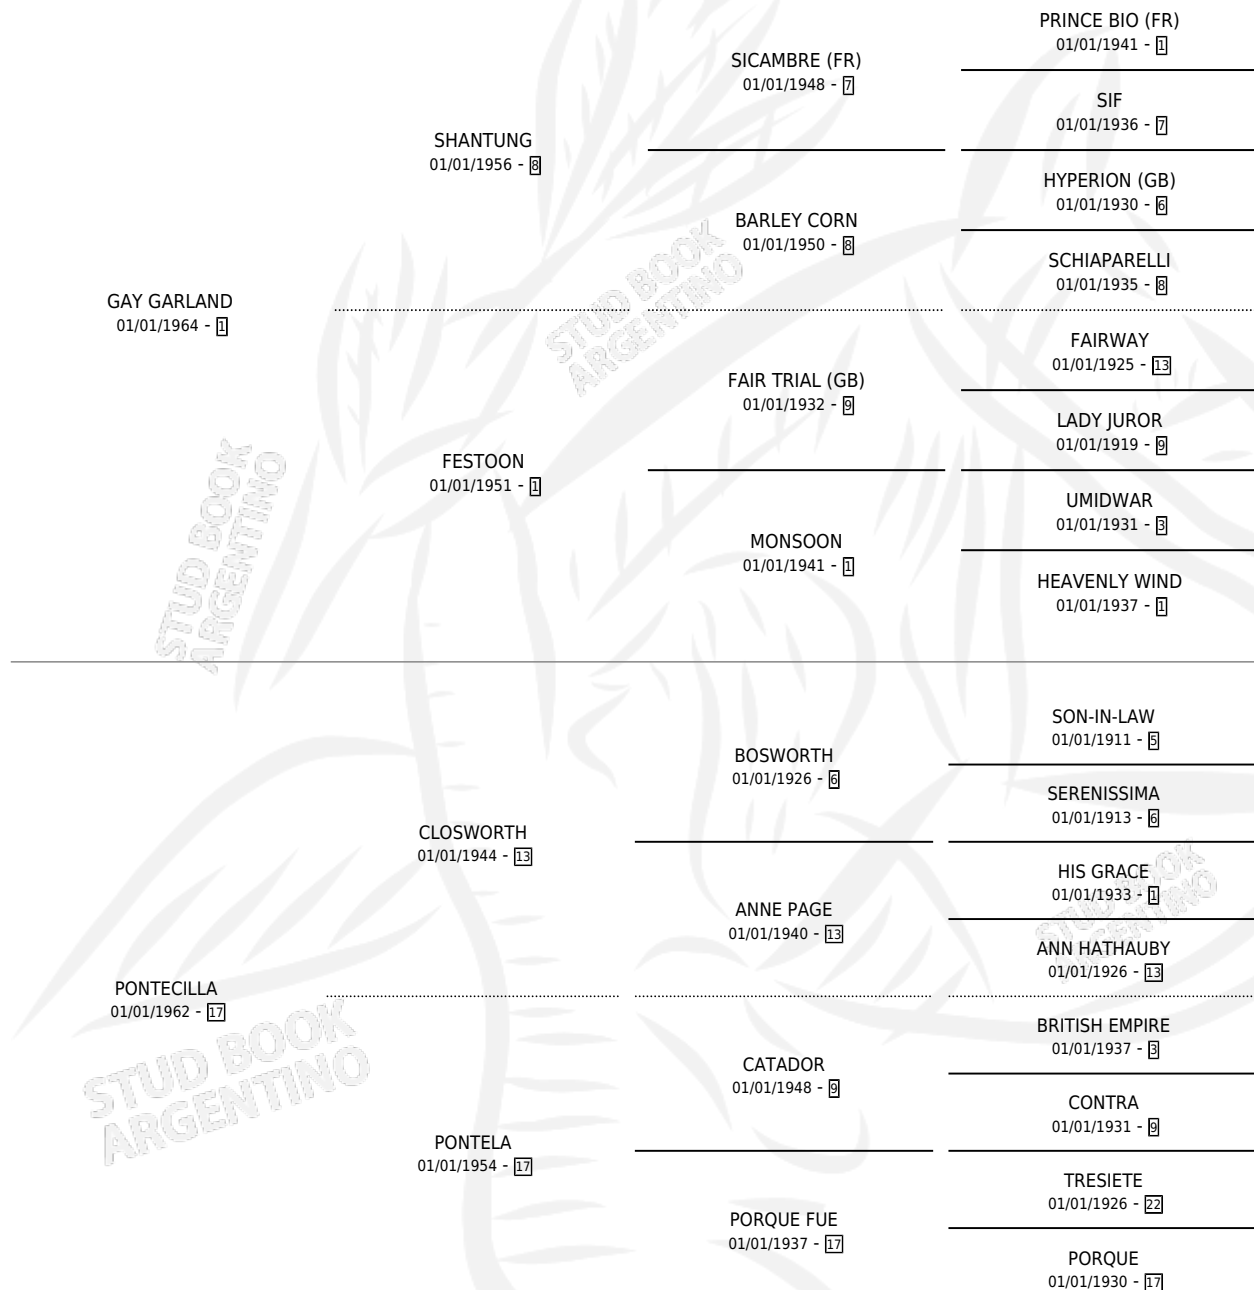 PRINCE BIO (FR)
01/01/1941 - 1
SICAMBRE (FR)
01/01/1948 - 7
SIF
01/01/1936 - 7
SHANTUNG
01/01/1956 - 8
HYPERION (GB)
01/01/1930 - 6
BARLEY CORN
01/01/1950 - 8
SCHIAPARELLI
01/01/1935 - 8
GAY GARLAND
01/01/1964 - 1
FAIRWAY
01/01/1925 - 13
FAIR TRIAL (GB)
01/01/1932 - 9
LADY JUROR
01/01/1919 - 9
FESTOON
01/01/1951 - 1
UMIDWAR
01/01/1931 - 3
MONSOON
01/01/1941 - 1
HEAVENLY WIND
01/01/1937 - 1
STUD BOOK
ARGENTINO
STUD BOOK
ARGENTINO
SON-IN-LAW
01/01/1911 - 5
BOSWORTH
01/01/1926 - 6
SERENISSIMA
01/01/1913 - 6
CLOSWORTH
01/01/1944 - 13
HIS GRACE
01/01/1933 - 1
ANNE PAGE
01/01/1940 - 13
ANN HATHAUBY
01/01/1926 - 13
PONTECILLA
01/01/1962 - 17
BRITISH EMPIRE
01/01/1937 - 3
CATADOR
01/01/1948 - 9
CONTRA
01/01/1931 - 9
PONTELA
01/01/1954 - 17
TRESIETE
01/01/1926 - 22
PORQUE FUE
01/01/1937 - 17
PORQUE
01/01/1930 - 17
STUD BOOK
ARGENTINO
STUD BOOK
ARGENTINO